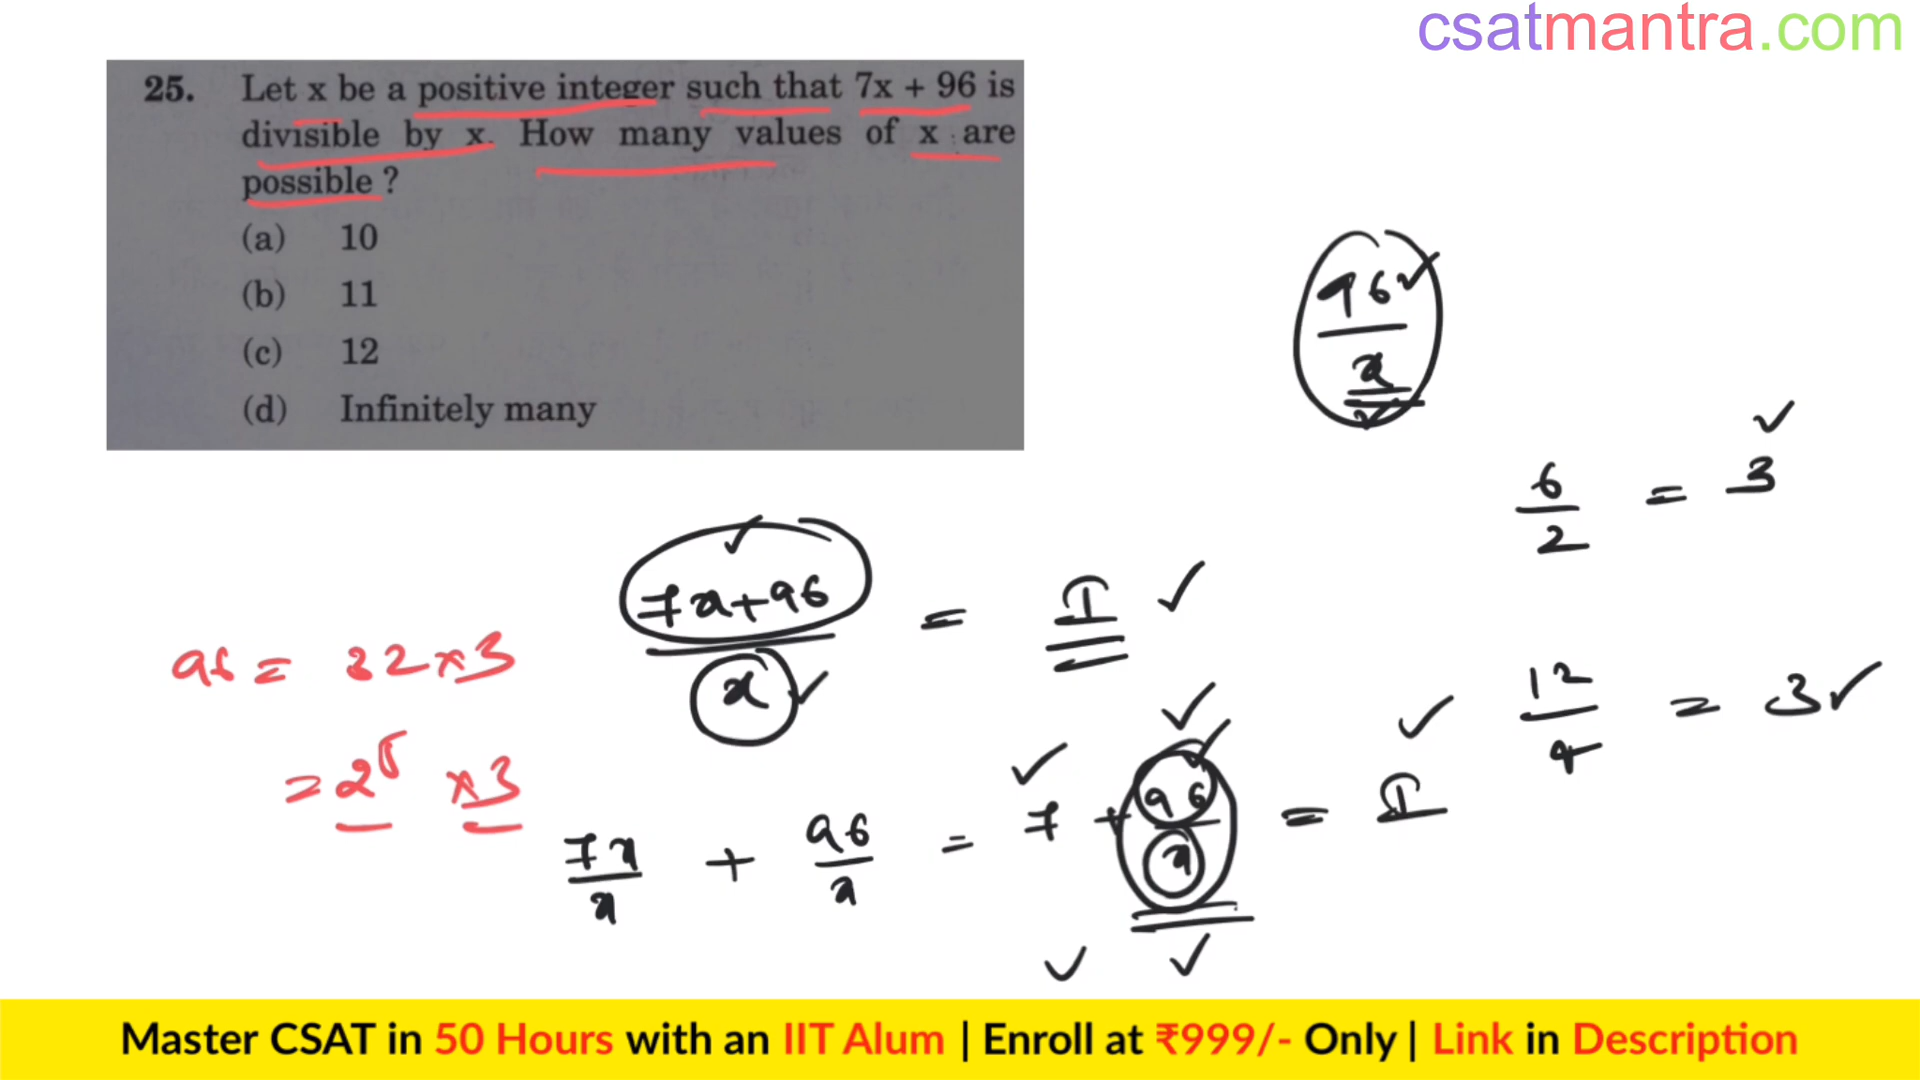 csatmantra.com
25. Let x be a positive integer such that 7x + 96 is
divisible by x. How many values of x are
possible ?
(a) 10
(b) 11
(c) 12
(d) Infinitely many
96
x
6/2 = 3
7x+96 / x = I
96 = 32×3
12/4 = 3
= 2^5 ×3
7x/x + 96/x = 7 + 96/x = I
Master CSAT in 50 Hours with an IIT Alum | Enroll at ₹999/- Only | Link in Description